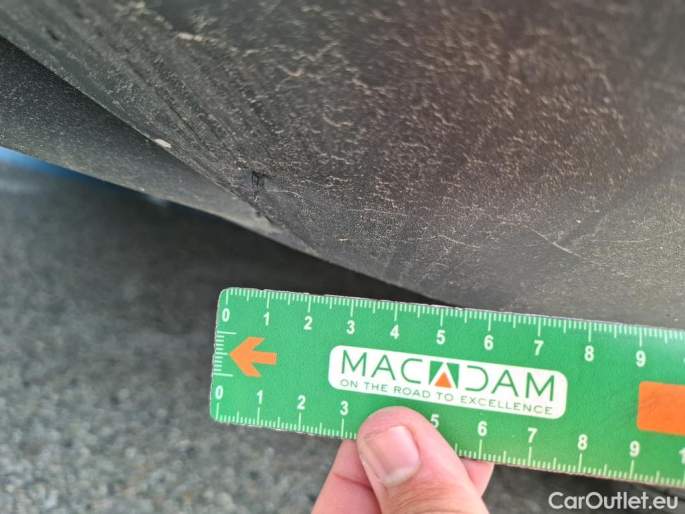 0 1 2 3 4 5 6 7 8 9
MACADAM
ON THE ROAD TO EXCELLENCE
0 1 2 3 5 6 7 8 9
CarOutlet.eu